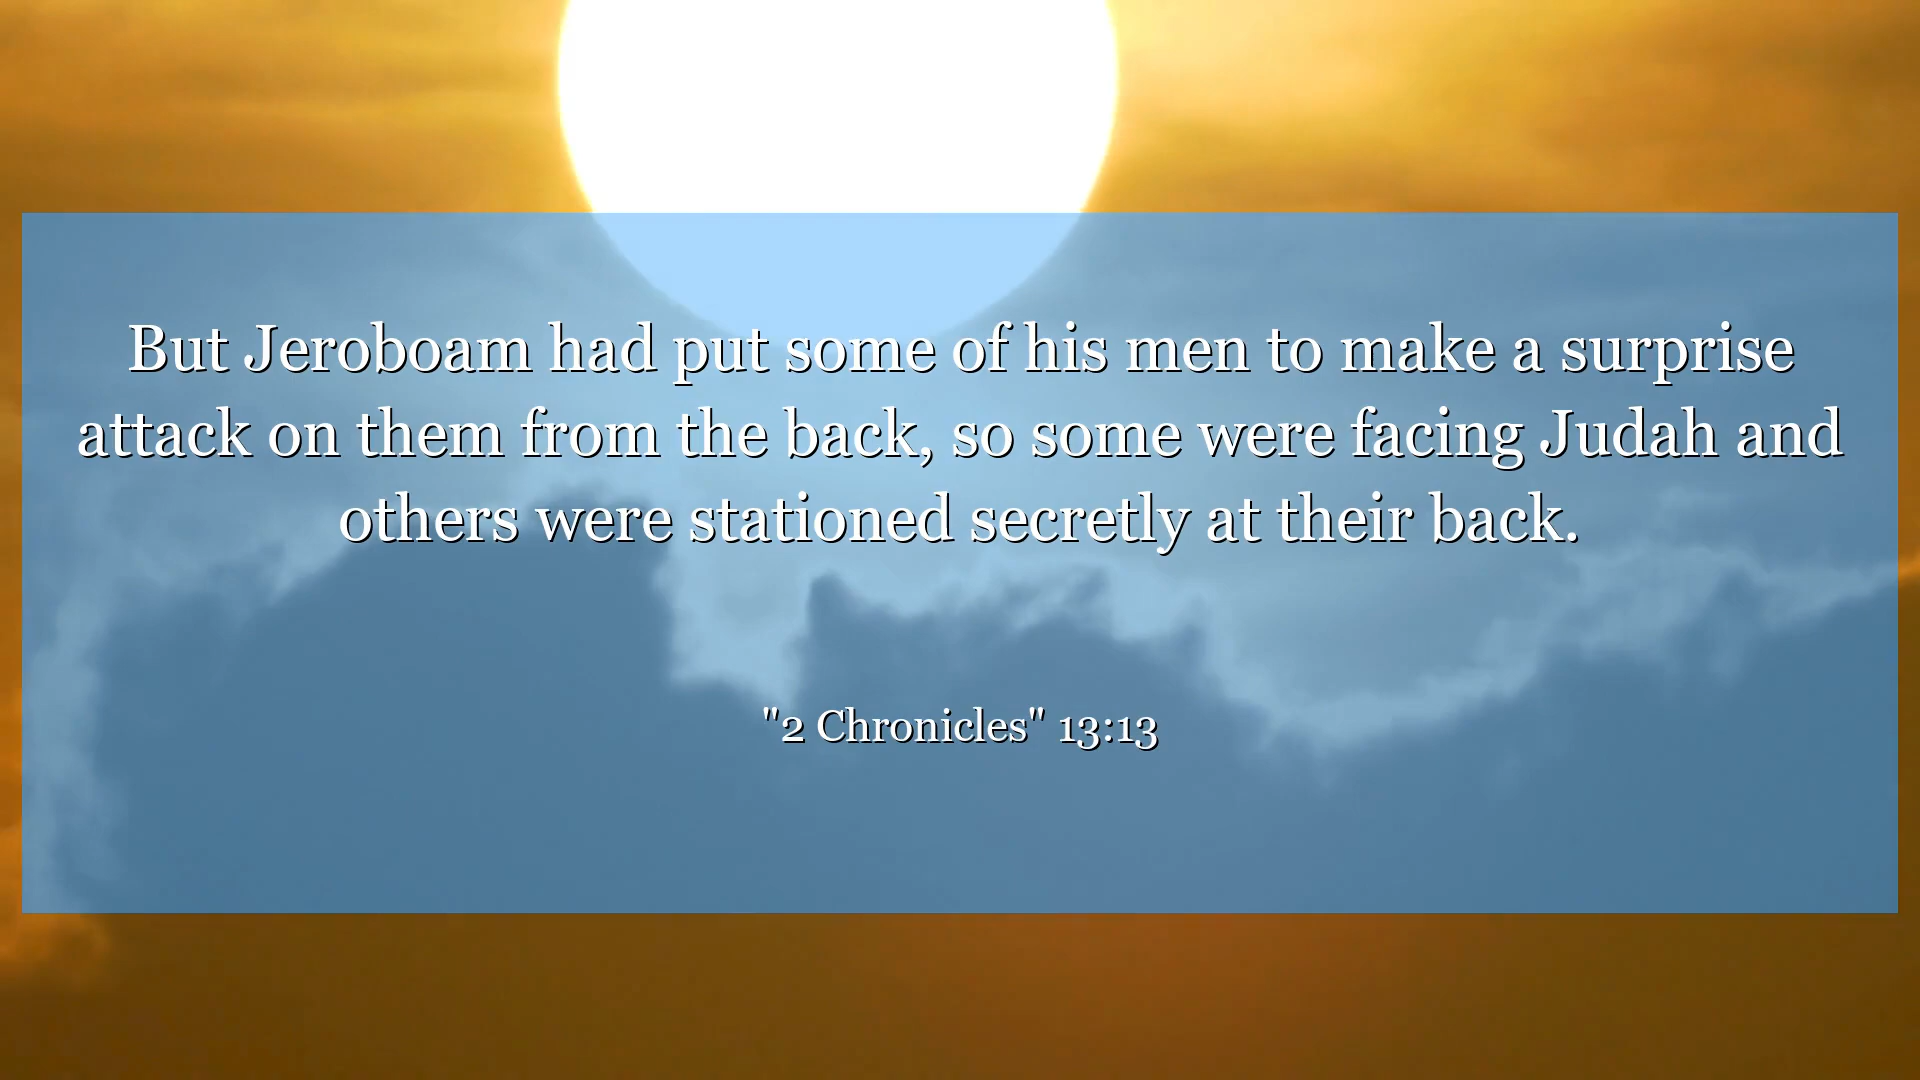 But Jeroboam had put some of his men to make a surprise
attack on them from the back, so some were facing Judah and
others were stationed secretly at their back.
"2 Chronicles" 13:13